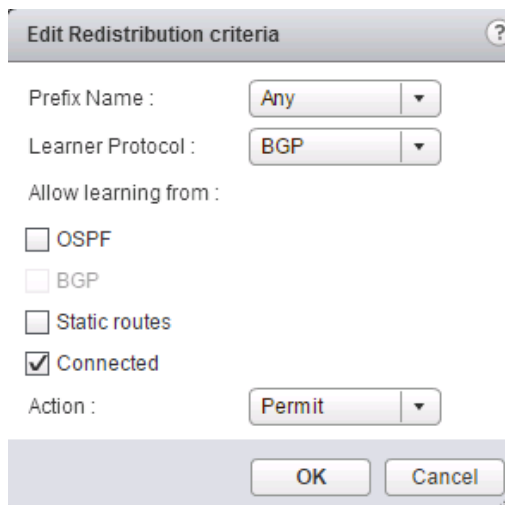 Edit Redistribution criteria ?
Prefix Name : Any
Learner Protocol : BGP
Allow learning from :
OSPF
BGP
Static routes
Connected
Action : Permit
OK Cancel